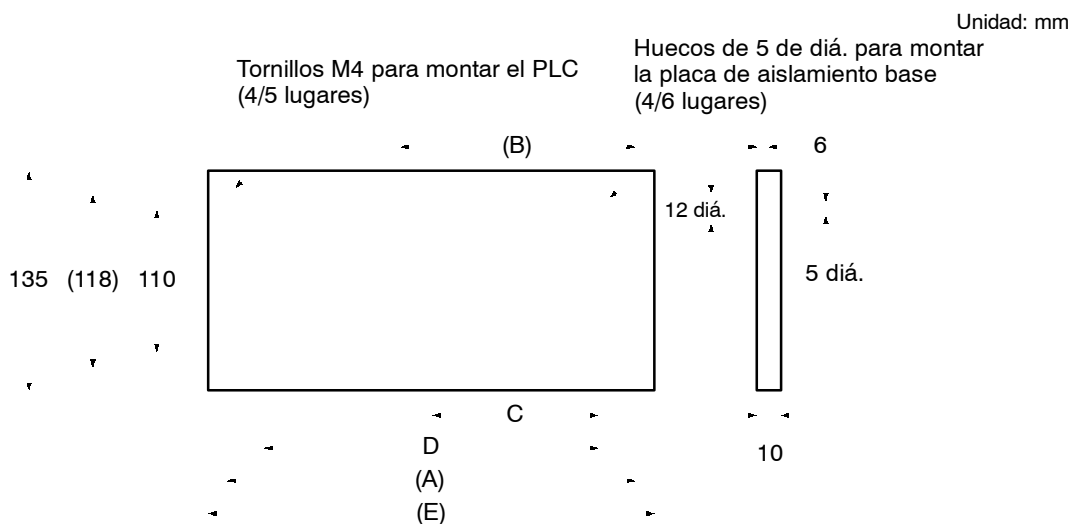 Unidad: mm
Tornillos M4 para montar el PLC
(4/5 lugares)
Huecos de 5 de diá. para montar
la placa de aislamiento base
(4/6 lugares)
(B)
6
12 diá.
135 (118) 110
5 diá.
C
D
10
(A)
(E)